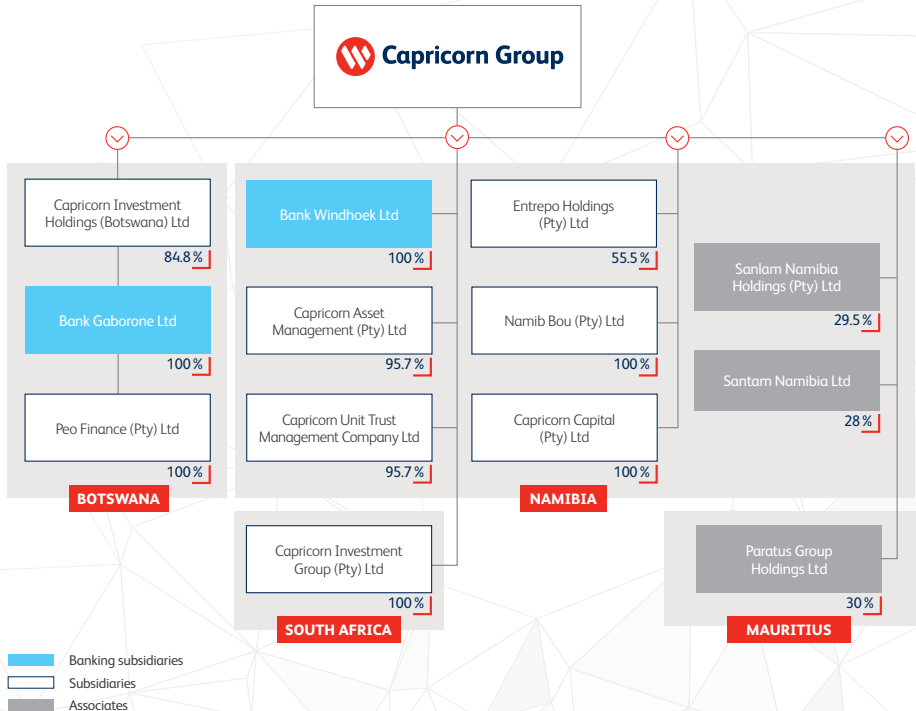 Capricorn Group
Capricorn Investment
Holdings (Botswana) Ltd
84.8 %
Bank Gaborone Ltd
100 %
Peo Finance (Pty) Ltd
100 %
BOTSWANA
Bank Windhoek Ltd
100 %
Capricorn Asset
Management (Pty) Ltd
95.7 %
Capricorn Unit Trust
Management Company Ltd
95.7 %
Entrepo Holdings
(Pty) Ltd
55.5 %
Namib Bou (Pty) Ltd
100 %
Capricorn Capital
(Pty) Ltd
100 %
Sanlam Namibia
Holdings (Pty) Ltd
29.5 %
Santam Namibia Ltd
28 %
NAMIBIA
Capricorn Investment
Group (Pty) Ltd
100 %
SOUTH AFRICA
Paratus Group
Holdings Ltd
30 %
MAURITIUS
Banking subsidiaries
Subsidiaries
Associates